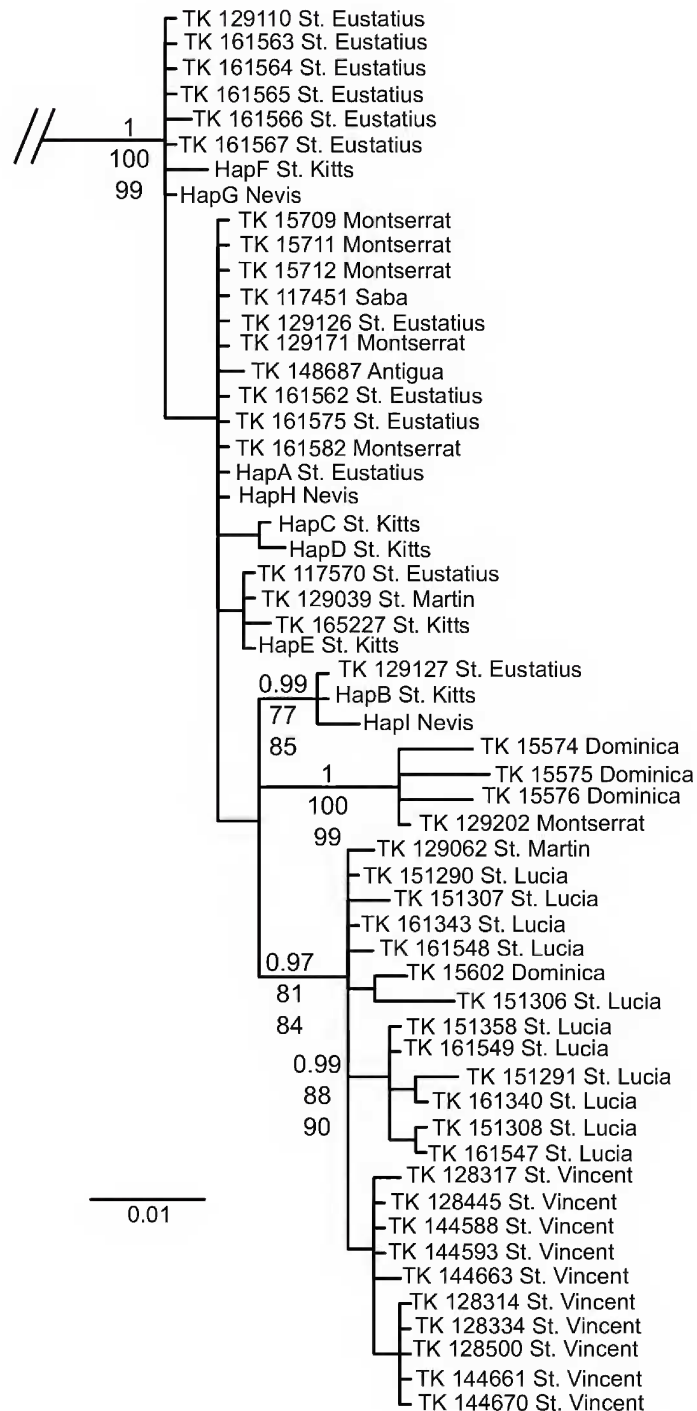 TK 129110 St. Eustatius
TK 161563 St. Eustatius
TK 161564 St. Eustatius
TK 161565 St. Eustatius
TK 161566 St. Eustatius
1
TK 161567 St. Eustatius
100
HapF St. Kitts
99
HapG Nevis
TK 15709 Montserrat
TK 15711 Montserrat
TK 15712 Montserrat
TK 117451 Saba
TK 129126 St. Eustatius
TK 129171 Montserrat
TK 148687 Antigua
TK 161562 St. Eustatius
TK 161575 St. Eustatius
TK 161582 Montserrat
HapA St. Eustatius
HapH Nevis
HapC St. Kitts
HapD St. Kitts
TK 117570 St. Eustatius
TK 129039 St. Martin
TK 165227 St. Kitts
HapE St. Kitts
TK 129127 St. Eustatius
0.99
HapB St. Kitts
77
HapI Nevis
85
TK 15574 Dominica
1
TK 15575 Dominica
TK 15576 Dominica
100
TK 129202 Montserrat
99
TK 129062 St. Martin
TK 151290 St. Lucia
TK 151307 St. Lucia
TK 161343 St. Lucia
TK 161548 St. Lucia
0.97
TK 15602 Dominica
81
TK 151306 St. Lucia
84
TK 151358 St. Lucia
TK 161549 St. Lucia
0.99
TK 151291 St. Lucia
88
TK 161340 St. Lucia
90
TK 151308 St. Lucia
TK 161547 St. Lucia
TK 128317 St. Vincent
TK 128445 St. Vincent
0.01
TK 144588 St. Vincent
TK 144593 St. Vincent
TK 144663 St. Vincent
TK 128314 St. Vincent
TK 128334 St. Vincent
TK 128500 St. Vincent
TK 144661 St. Vincent
TK 144670 St. Vincent